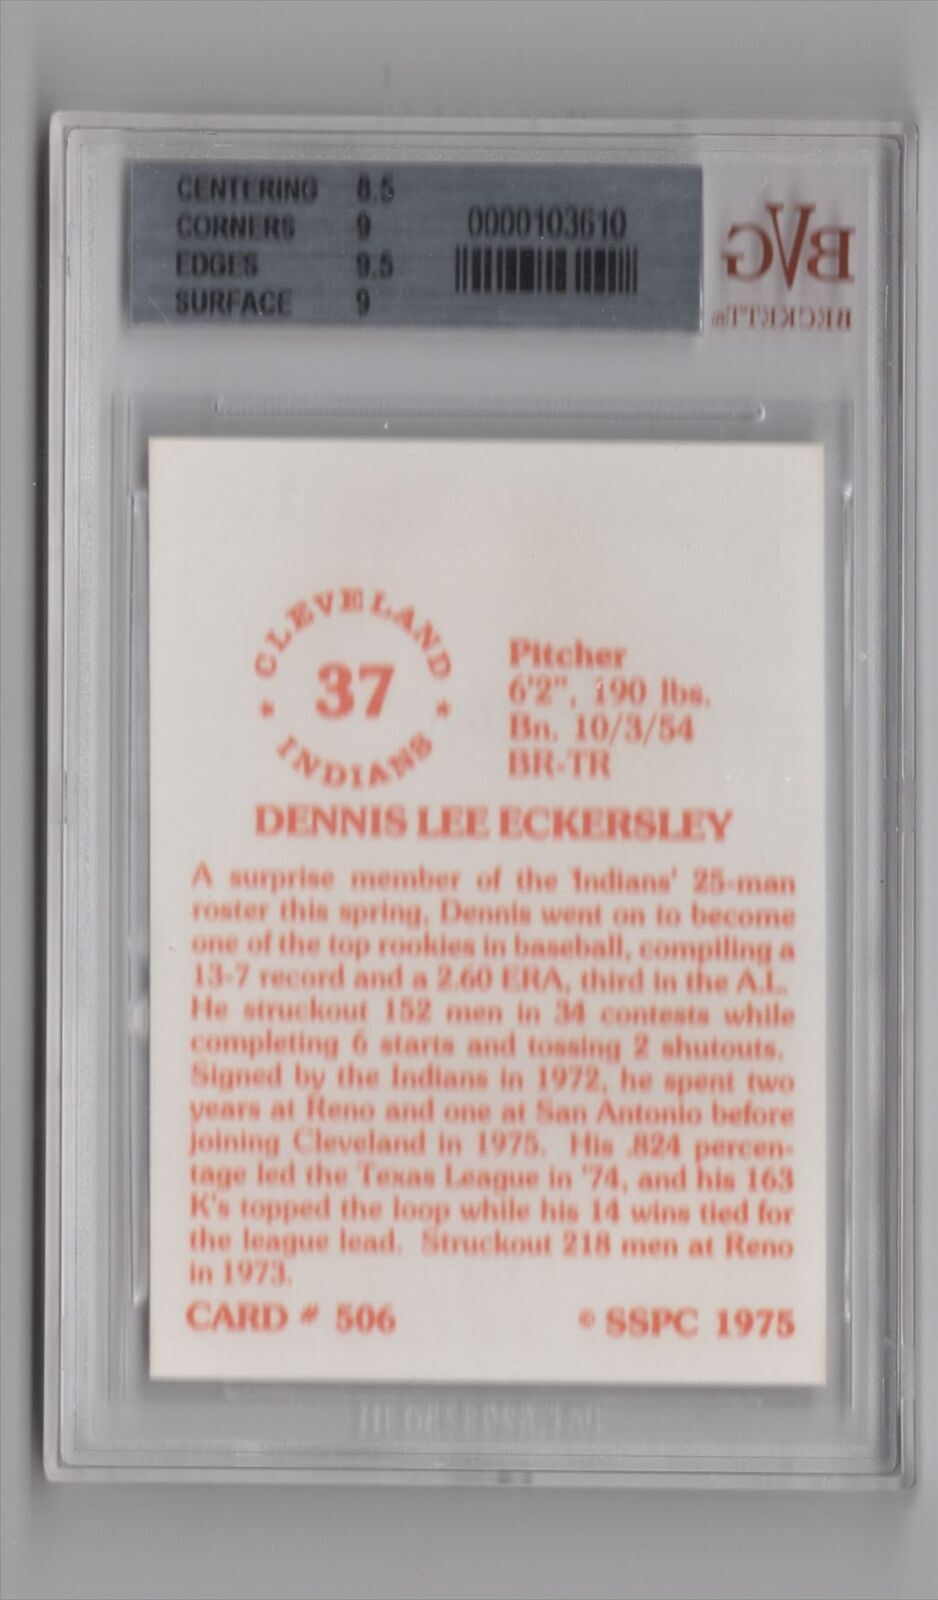 CENTERING 8.5
CORNERS 9
EDGES 9.5
SURFACE 9
0000103610
BVG
BECKETT®
CLEVELAND
37
INDIANS
Pitcher
6'2", 190 lbs.
Bn. 10/3/54
BR-TR
DENNIS LEE ECKERSLEY
A surprise member of the Indians' 25-man
roster this spring, Dennis went on to become
one of the top rookies in baseball, compiling a
13-7 record and a 2.60 ERA, third in the A.L.
He struckout 152 men in 34 contests while
completing 6 starts and tossing 2 shutouts.
Signed by the Indians in 1972, he spent two
years at Reno and one at San Antonio before
joining Cleveland in 1975. His .824 percen-
tage led the Texas League in '74, and his 163
K's topped the loop while his 14 wins tied for
the league lead. Struckout 218 men at Reno
in 1973.
CARD # 506
© SSPC 1975